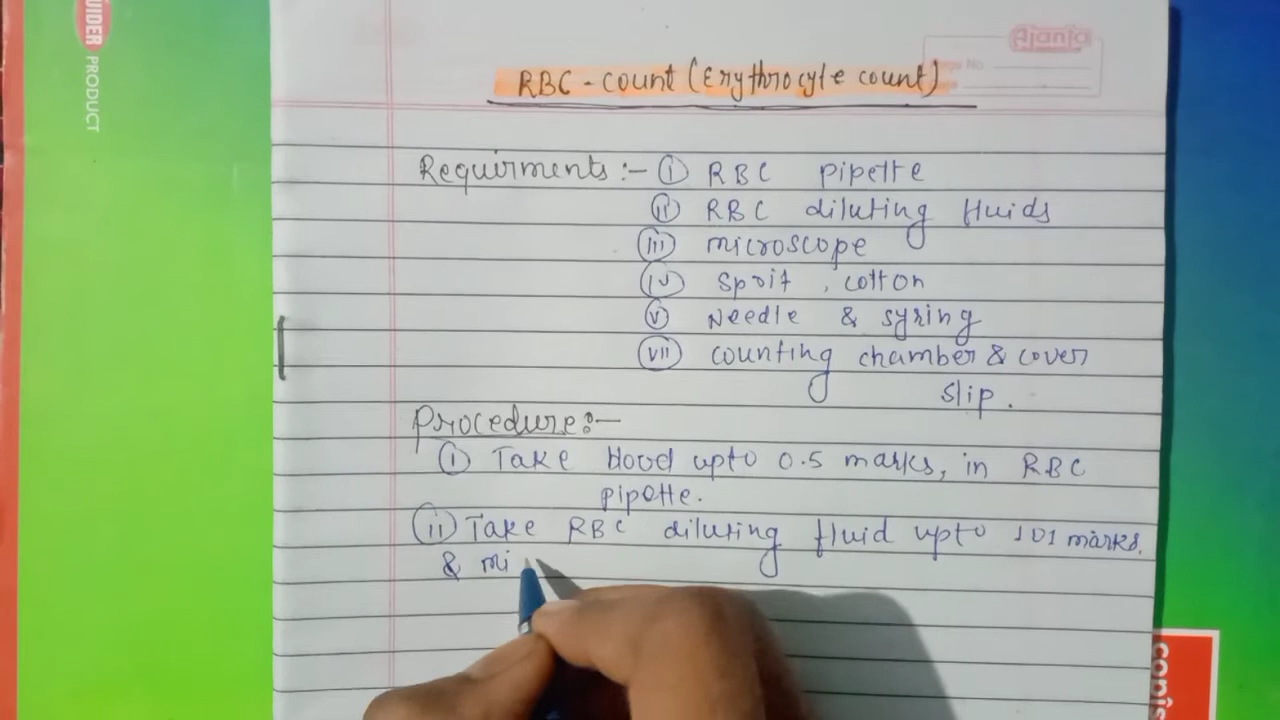 UIDER PRODUCT
Ajanta
RBC - count (Erythrocyte count)
Requirments :- (i) RBC pipette
(ii) RBC diluting fluids
(iii) microscope
(iv) Sprit , cotton
(v) Needle & syring
(vii) counting chamber & cover
slip.
Procedure:-
(i) Take blood upto 0.5 marks, in RBC
pipette.
(ii) Take RBC diluting fluid upto 101 marks.
& mi